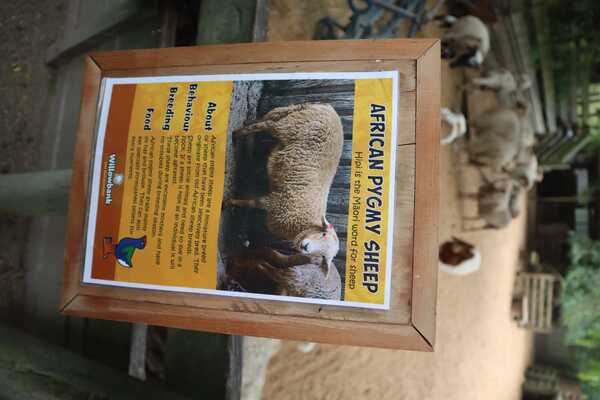 AFRICAN PYGMY SHEEP
Hipi is the Māori word for sheep
About
African pygmy sheep are a miniature breed
of sheep that have been selectively bred. They
originate from old African sheep breeds.
Behaviour
Sheep are social animals and need to live in a
flock. If a sheep is kept as an individual it will
become agitated.
Breeding
These sheep are excellent mothers and have
no troubles during breeding season.
Food
African pygmy sheep graze mainly
on hay and browse. They can also
eat specially formulated pellets for
extra nutrients.
Willowbank